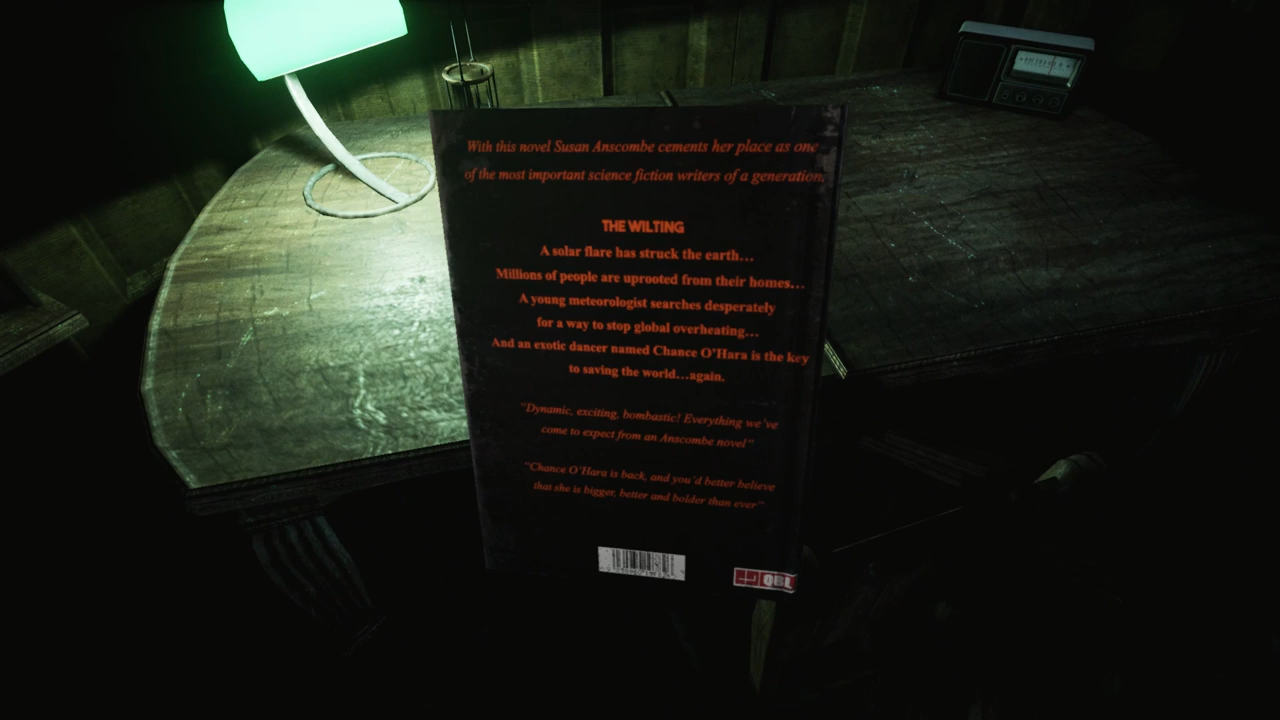 With this novel Susan Anscombe cements her place as one
of the most important science fiction writers of a generation.
THE WILTING
A solar flare has struck the earth...
Millions of people are uprooted from their homes...
A young meteorologist searches desperately
for a way to stop global overheating...
And an exotic dancer named Chance O'Hara is the key
to saving the world...again.
"Dynamic, exciting, bombastic! Everything we've
come to expect from an Anscombe novel"
"Chance O'Hara is back, and you'd better believe
that she is bigger, better and bolder than ever"
QBL